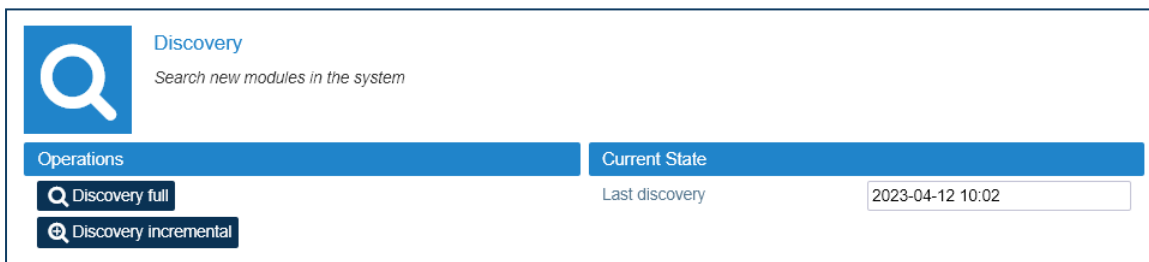 Discovery
Search new modules in the system
Operations
Discovery full
Discovery incremental
Current State
Last discovery 2023-04-12 10:02